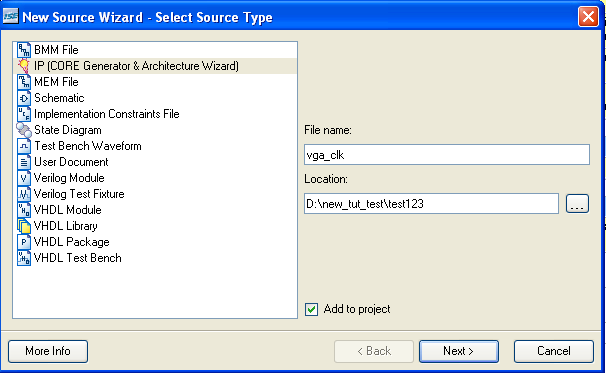 New Source Wizard - Select Source Type
BMM File
IP (CORE Generator & Architecture Wizard)
MEM File
Schematic
Implementation Constraints File
State Diagram
Test Bench Waveform
User Document
Verilog Module
Verilog Test Fixture
VHDL Module
VHDL Library
VHDL Package
VHDL Test Bench
File name:
vga_clk
Location:
D:\new_tut_test\test123
...
Add to project
More Info
< Back
Next >
Cancel